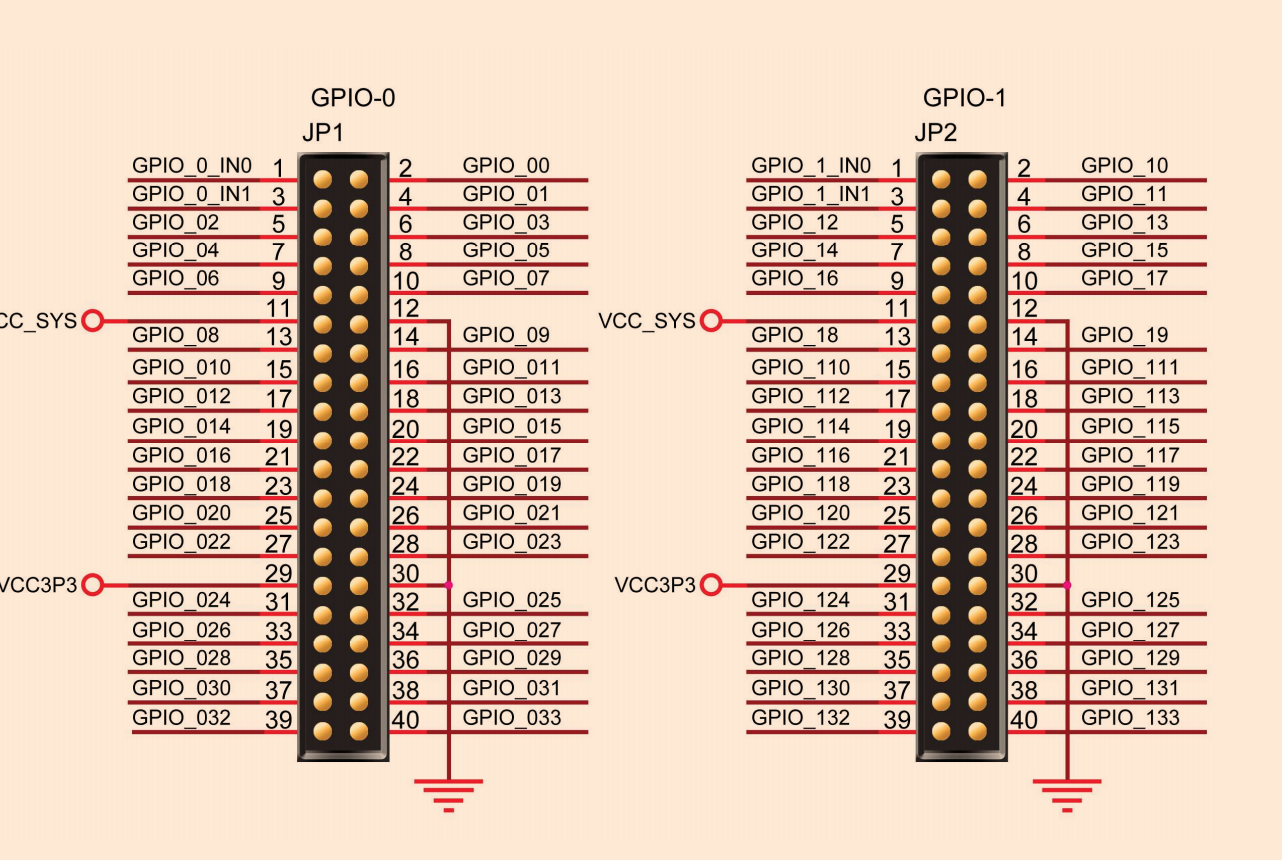 GPIO-0 GPIO-1
JP1 JP2
GPIO_0_IN0 1 2 GPIO_00 GPIO_1_IN0 1 2 GPIO_10
GPIO_0_IN1 3 4 GPIO_01 GPIO_1_IN1 3 4 GPIO_11
GPIO_02 5 6 GPIO_03 GPIO_12 5 6 GPIO_13
GPIO_04 7 8 GPIO_05 GPIO_14 7 8 GPIO_15
GPIO_06 9 10 GPIO_07 GPIO_16 9 10 GPIO_17
CC_SYS 11 12 VCC_SYS 11 12
GPIO_08 13 14 GPIO_09 GPIO_18 13 14 GPIO_19
GPIO_010 15 16 GPIO_011 GPIO_110 15 16 GPIO_111
GPIO_012 17 18 GPIO_013 GPIO_112 17 18 GPIO_113
GPIO_014 19 20 GPIO_015 GPIO_114 19 20 GPIO_115
GPIO_016 21 22 GPIO_017 GPIO_116 21 22 GPIO_117
GPIO_018 23 24 GPIO_019 GPIO_118 23 24 GPIO_119
GPIO_020 25 26 GPIO_021 GPIO_120 25 26 GPIO_121
GPIO_022 27 28 GPIO_023 GPIO_122 27 28 GPIO_123
VCC3P3 29 30 VCC3P3 29 30
GPIO_024 31 32 GPIO_025 GPIO_124 31 32 GPIO_125
GPIO_026 33 34 GPIO_027 GPIO_126 33 34 GPIO_127
GPIO_028 35 36 GPIO_029 GPIO_128 35 36 GPIO_129
GPIO_030 37 38 GPIO_031 GPIO_130 37 38 GPIO_131
GPIO_032 39 40 GPIO_033 GPIO_132 39 40 GPIO_133